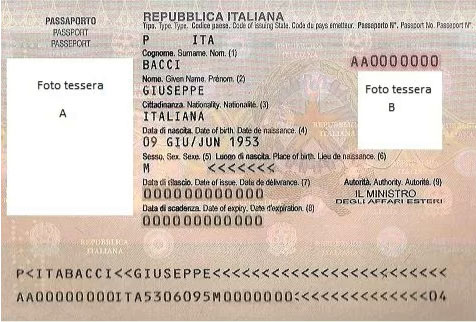 PASSAPORTO
PASSPORT
PASSEPORT
REPUBBLICA ITALIANA
Tipo. Type. Type. Codice paese. Code of Issuing State. Code du pays émetteur. Passaporto N°. Passport No. Passeport N°.
P ITA
Cognome. Surname. Nom. (1)
BACCI
AA0000000
Nome. Given Name. Prénom. (2)
GIUSEPPE
Cittadinanza. Nationality. Nationalité. (3)
ITALIANA
Data di nascita. Date of birth. Date de naissance. (4)
09 GIU/JUN 1953
Sesso. Sex. Sexe. (5) Luogo di nascita. Place of birth. Lieu de naissance. (6)
M <<<<<<<
Data di rilascio. Date of issue. Date de délivrance. (7)
000000000000
Autorità. Authority. Autorité. (9)
IL MINISTRO
DEGLI AFFARI ESTERI
Data di scadenza. Date of expiry. Date d'expiration. (8)
000000000000
Foto tessera
A
Foto tessera
B
REPUBBLICA
ITALIANA
P<ITABACCI<<GIUSEPPE<<<<<<<<<<<<<<<<<<<<<<<<
AA00000000ITA5306095M0000000<<<<<<<<<<<<<<04